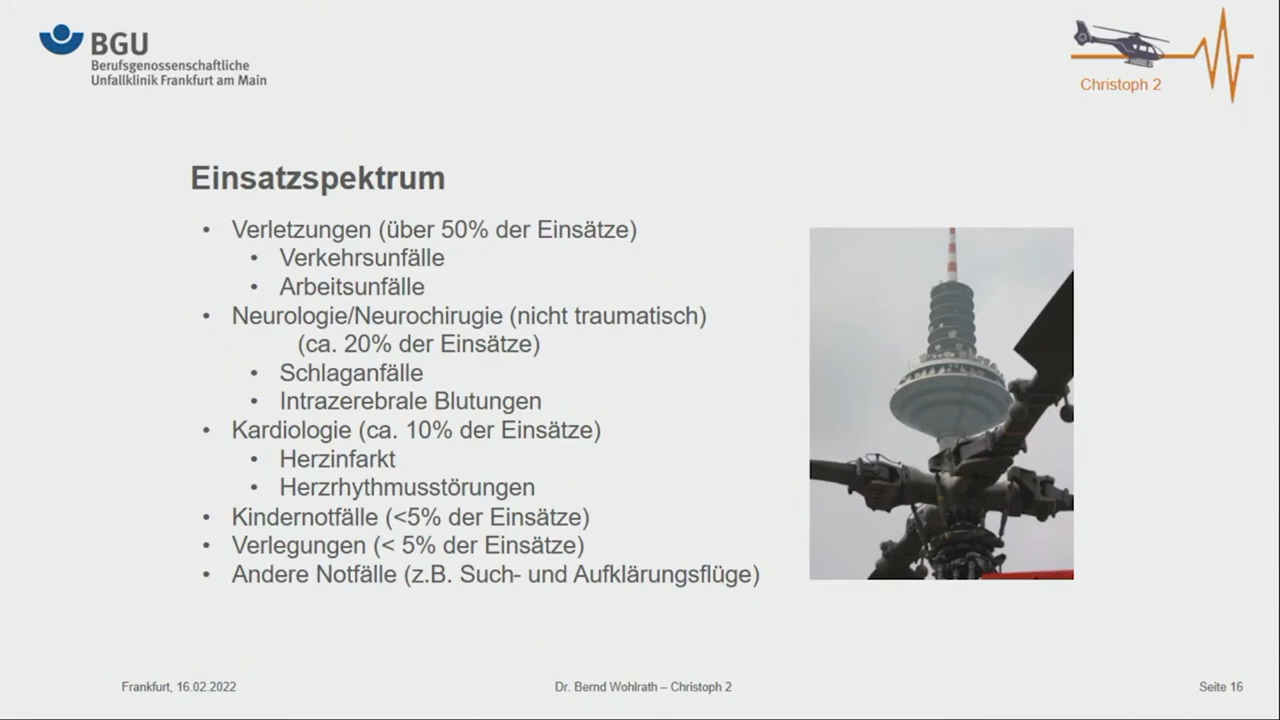 BGU
Berufsgenossenschaftliche
Unfallklinik Frankfurt am Main
Christoph 2
Einsatzspektrum
• Verletzungen (über 50% der Einsätze)
• Verkehrsunfälle
• Arbeitsunfälle
• Neurologie/Neurochirugie (nicht traumatisch)
(ca. 20% der Einsätze)
• Schlaganfälle
• Intrazerebrale Blutungen
• Kardiologie (ca. 10% der Einsätze)
• Herzinfarkt
• Herzrhythmusstörungen
• Kindernotfälle (<5% der Einsätze)
• Verlegungen (< 5% der Einsätze)
• Andere Notfälle (z.B. Such- und Aufklärungsflüge)
Frankfurt, 16.02.2022
Dr. Bernd Wohlrath – Christoph 2
Seite 16